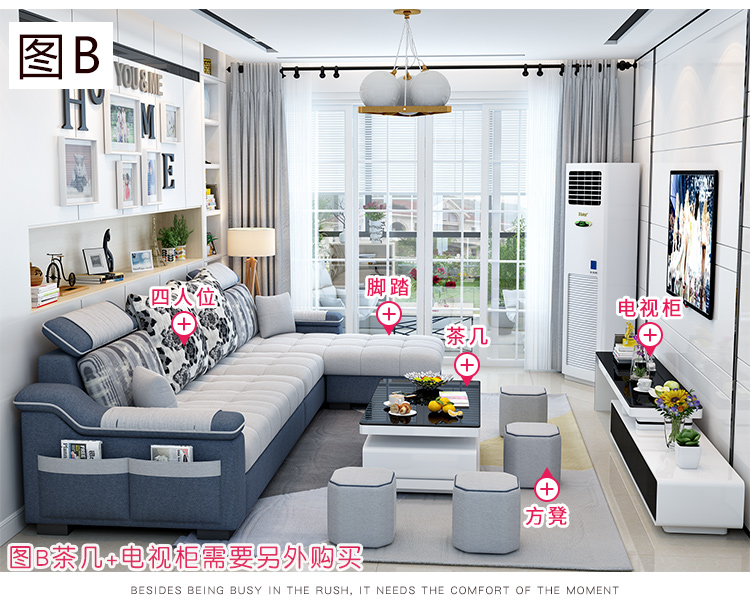 图B
YOU&ME
HOME
四人位
脚踏
茶几
电视柜
方凳
图B茶几+电视柜需要另外购买
BESIDES BEING BUSY IN THE RUSH, IT NEEDS THE COMFORT OF THE MOMENT